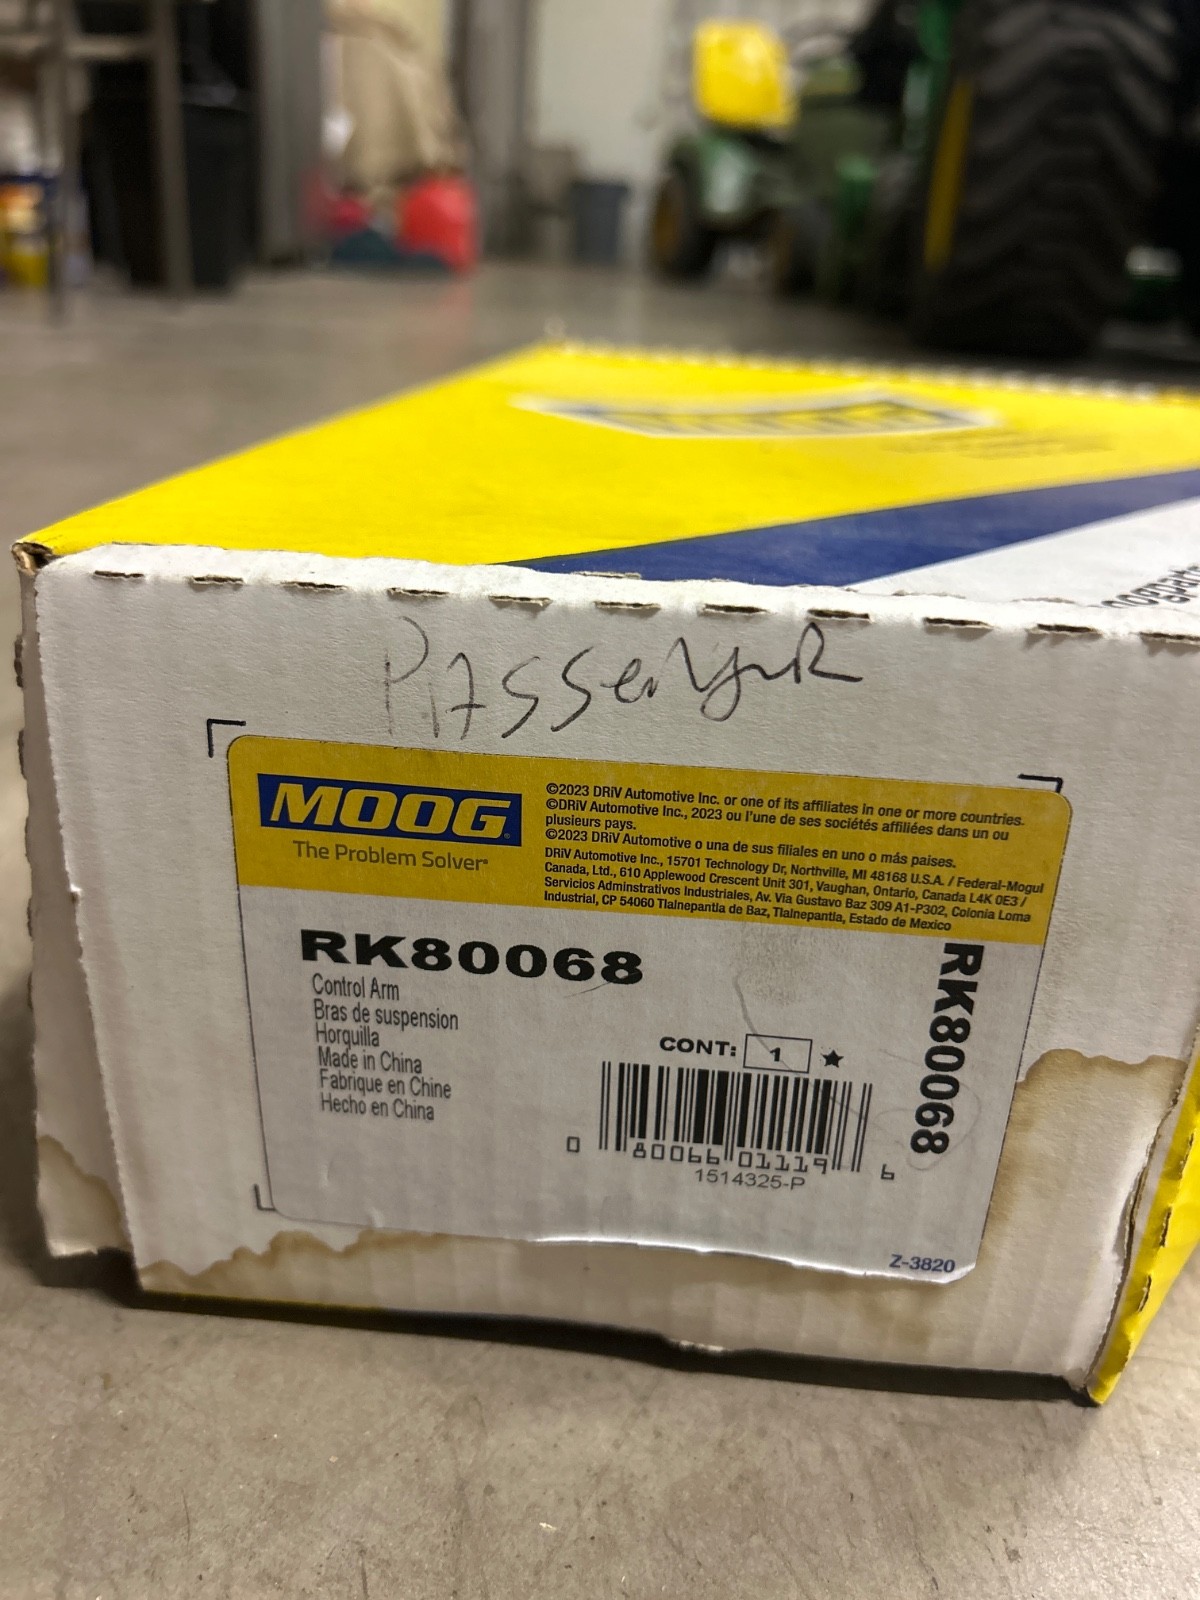 PAssengeR
MOOG
The Problem Solver®
©2023 DRiV Automotive Inc. or one of its affiliates in one or more countries.
©DRiV Automotive Inc., 2023 ou l'une de ses sociétés affiliées dans un ou
plusieurs pays.
©2023 DRiV Automotive o una de sus filiales en uno o más paises.
DRiV Automotive Inc., 15701 Technology Dr, Northville, MI 48168 U.S.A. / Federal-Mogul
Canada, Ltd., 610 Applewood Crescent Unit 301, Vaughan, Ontario, Canada L4K 0E3 /
Servicios Adminstrativos Industriales, Av. Via Gustavo Baz 309 A1-P302, Colonia Loma
Industrial, CP 54060 Tlalnepantla de Baz, Tlalnepantla, Estado de Mexico
RK80068
Control Arm
Bras de suspension
Horquilla
Made in China
Fabrique en Chine
Hecho en China
CONT: 1 ★
0 80066 01119 6
1514325-P
RK80068
Z-3820